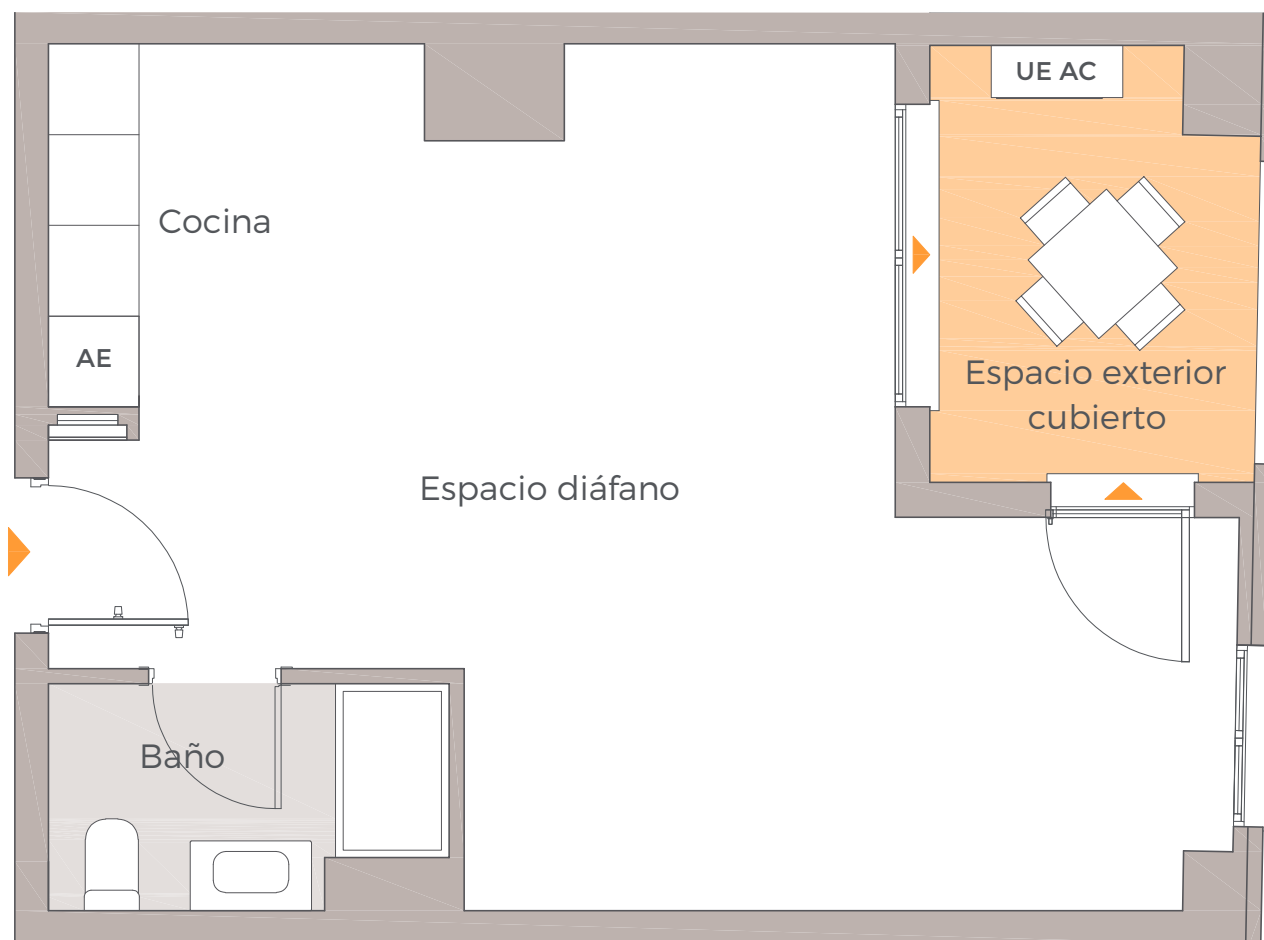 UE AC
Cocina
AE
Espacio exterior
cubierto
Espacio diáfano
Baño